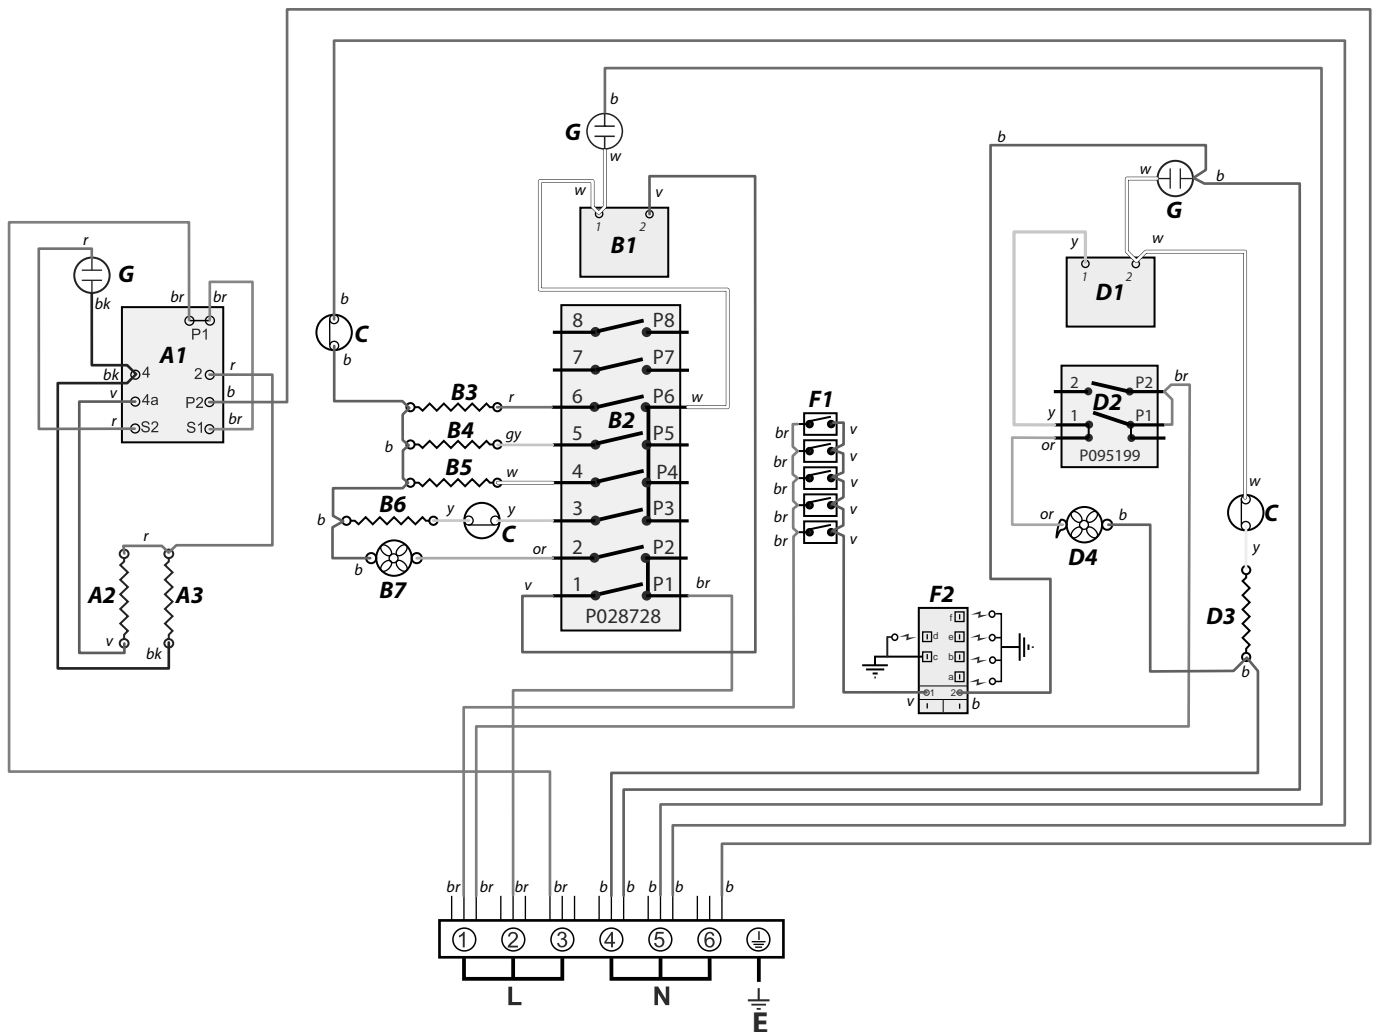 b
G
w
w v
1 2
B1
b
w b
G
y w
1 2
D1
r
G
bk
br br
P1
A1
bk 4 2 r
v 4a P2 b
r S2 S1 br
r
A2 A3
v bk
b
C
b
8 P8
7 P7
B3 r 6 P6 w
B2
B4 gy 5 P5
b
B5 w 4 P4
B6 y y 3 P3
b
C
or 2 P2
b B7
v 1 P1 br
P028728
F1
br v
br v
br v
br v
br v
2 P2 br
D2
y 1 P1
or
P095199
or b
D4
w
C
y
D3
b
F2
f
d e
c b
a
1 2
v b
br br br br b b b b b
1 2 3 4 5 6
L N
E